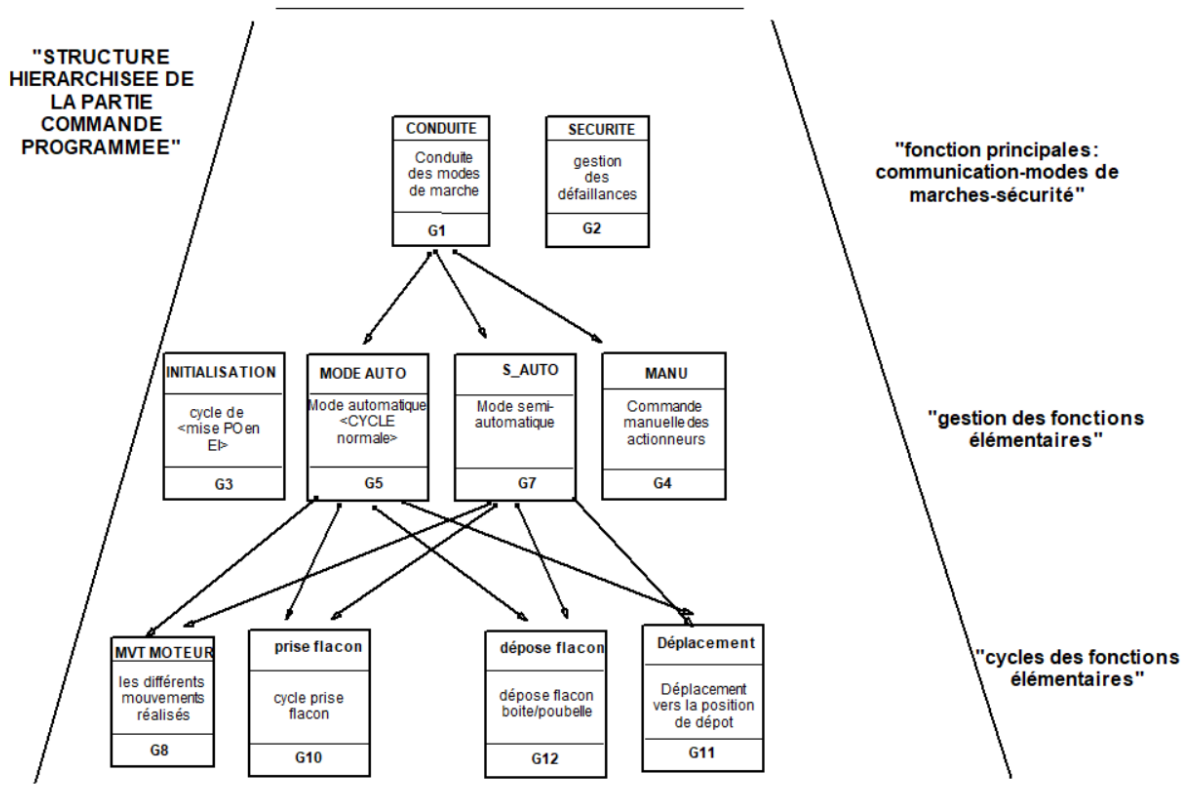 "STRUCTURE
HIERARCHISEE DE
LA PARTIE
COMMANDE
PROGRAMMEE"
CONDUITE
Conduite
des modes
de marche
G1
SECURITE
gestion
des
défaillances
G2
"fonction principales:
communication-modes de
marches-sécurité"
INITIALISATION
cycle de
<mise POen
EI>
G3
MODE AUTO
Mode automatique
<CYCLE
normale>
G5
S_AUTO
Mode semi-
automatique
G7
MANU
Commande
manuelle des
actionneurs
G4
"gestion des fonctions
élémentaires"
MVT MOTEUR
les différents
mouvements
réalisés
G8
prise flacon
cycle prise
flacon
G10
dépose flacon
dépose flacon
boite/poubelle
G12
Déplacement
Déplacement
vers la position
de dépot
G11
"cycles des fonctions
élémentaires"